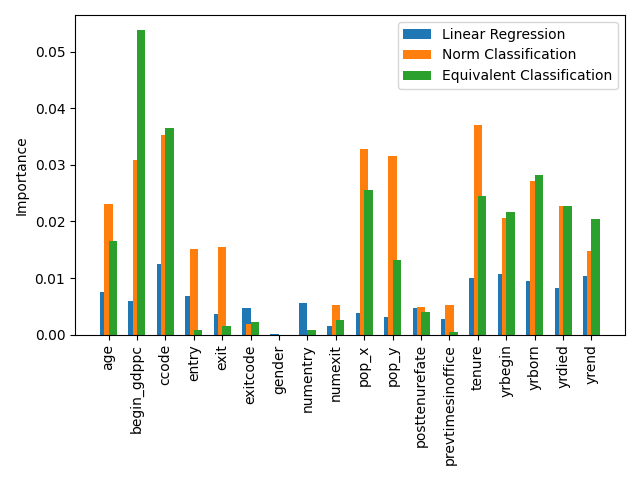 Linear Regression
Norm Classification
Equivalent Classification
Importance
0.05
0.04
0.03
0.02
0.01
0.00
age
begin_gdppc
ccode
entry
exit
exitcode
gender
numentry
numexit
pop_x
pop_y
posttenurefate
prevtimesinoffice
tenure
yrbegin
yrborn
yrdied
yrend